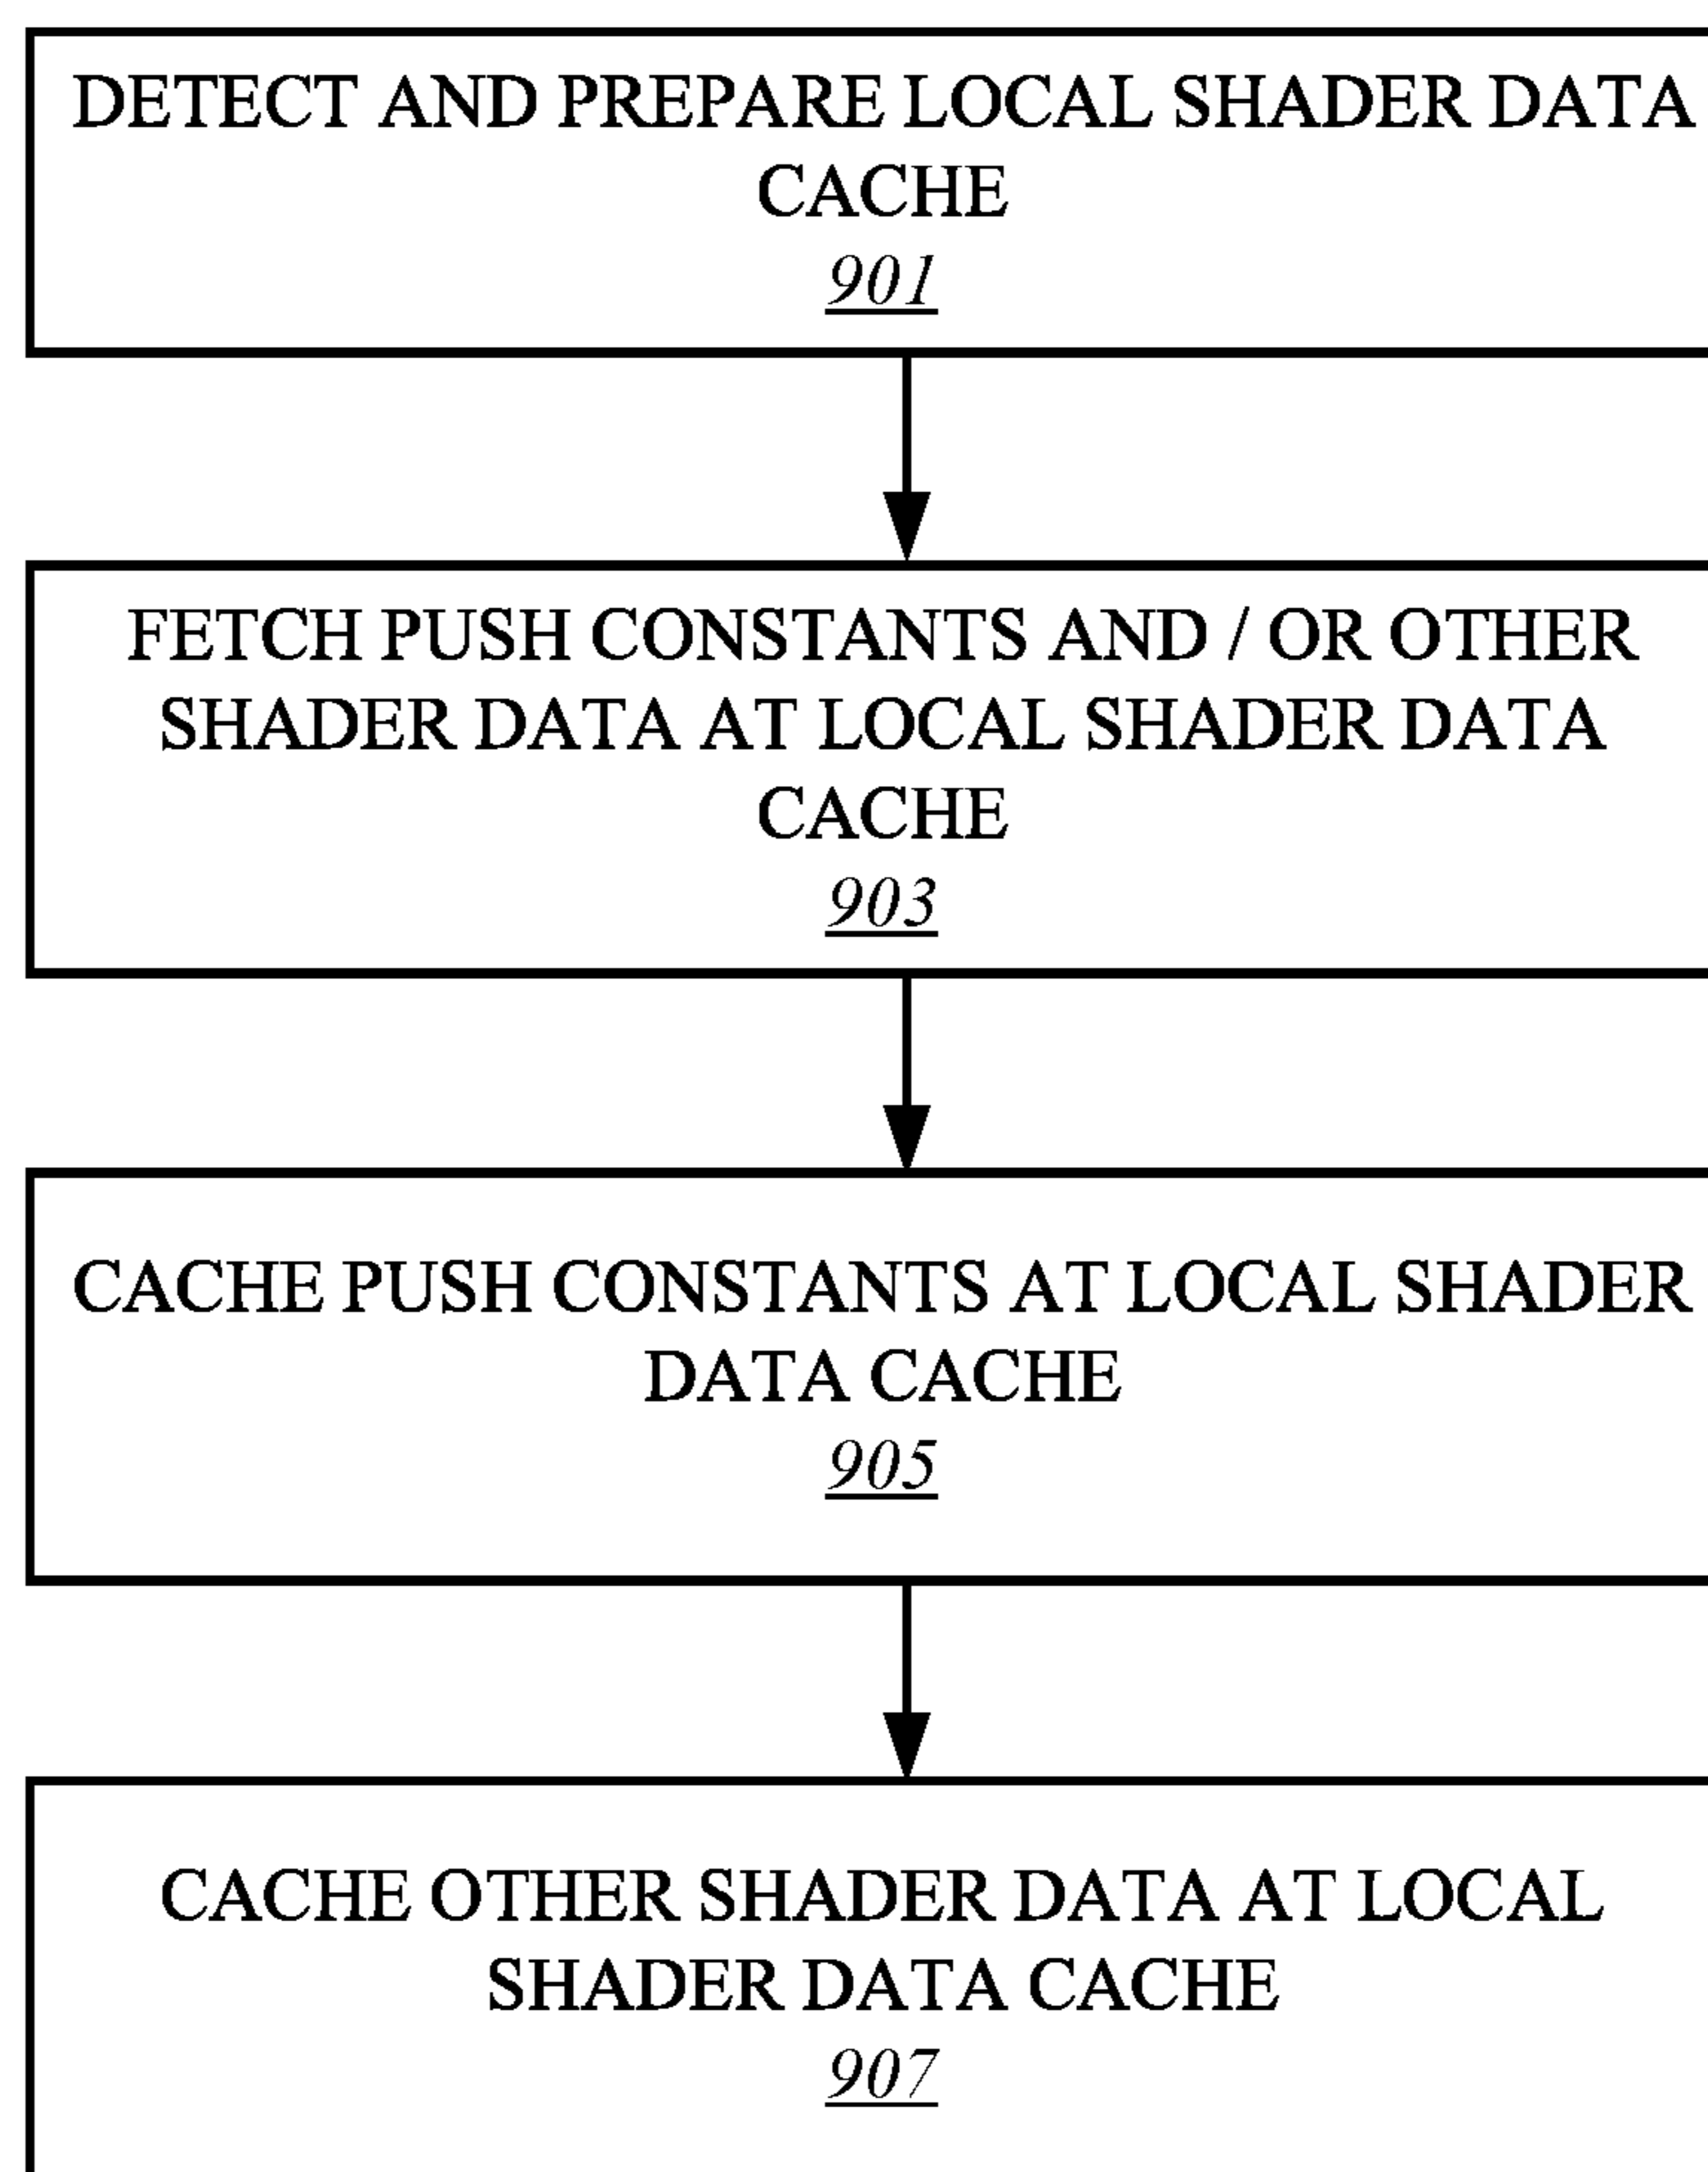 DETECT AND PREPARE LOCAL SHADER DATA
CACHE
901
FETCH PUSH CONSTANTS AND / OR OTHER
SHADER DATA AT LOCAL SHADER DATA
CACHE
903
CACHE PUSH CONSTANTS AT LOCAL SHADER
DATA CACHE
905
CACHE OTHER SHADER DATA AT LOCAL
SHADER DATA CACHE
907